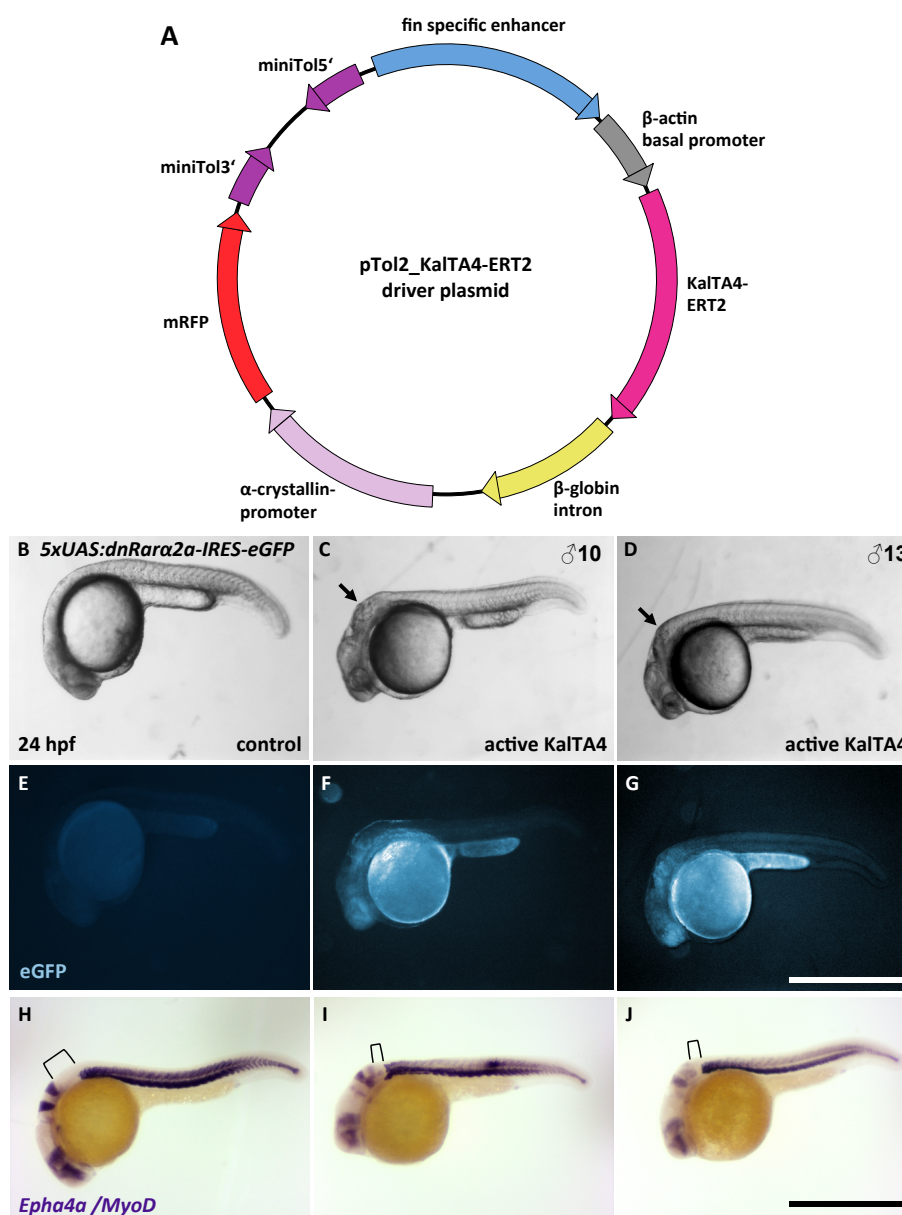 A
fin specific enhancer
miniTol5‘
β-actin
basal promoter
miniTol3‘
pTol2_KalTA4-ERT2
driver plasmid
KalTA4-
ERT2
mRFP
α-crystallin-
promoter
β-globin
intron
B 5xUAS:dnRarα2a-IRES-eGFP
24 hpf control
C ♂10
active KalTA4
D ♂13
active KalTA4
E
eGFP
F
G
H
Epha4a /MyoD
I
J